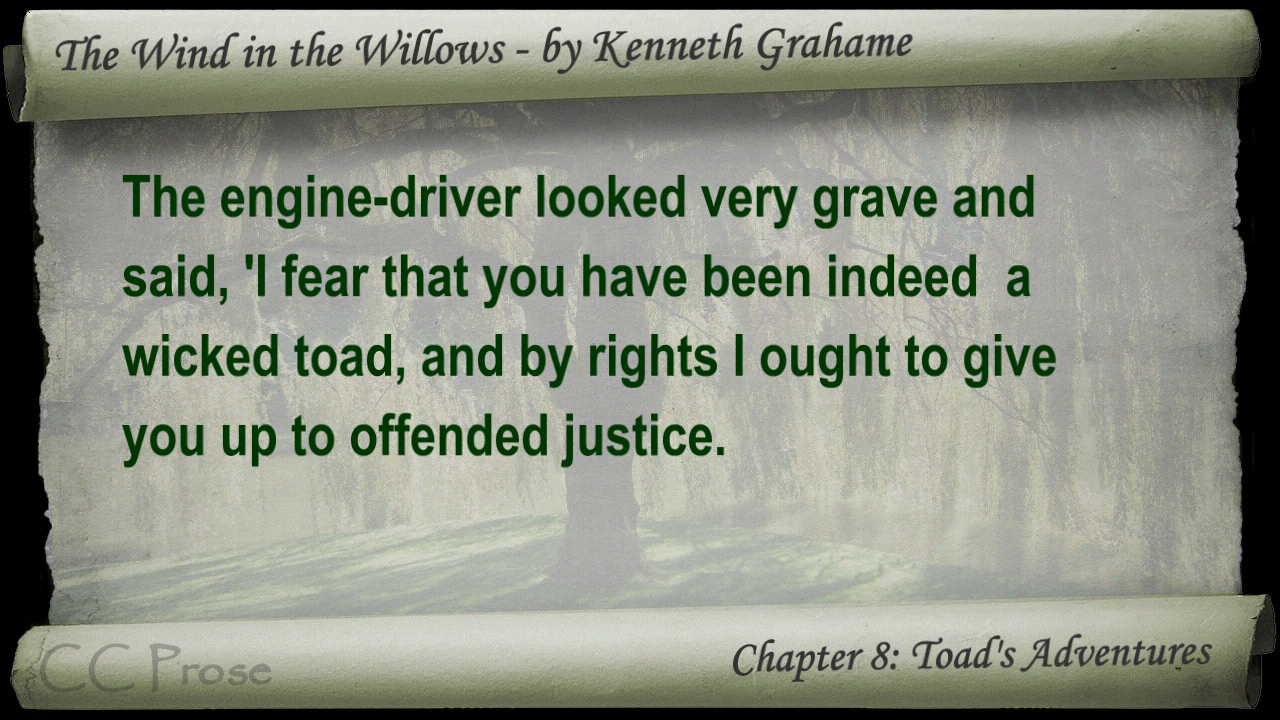 The Wind in the Willows - by Kenneth Grahame
The engine-driver looked very grave and
said, 'I fear that you have been indeed  a
wicked toad, and by rights I ought to give
you up to offended justice.
CC Prose
Chapter 8: Toad's Adventures